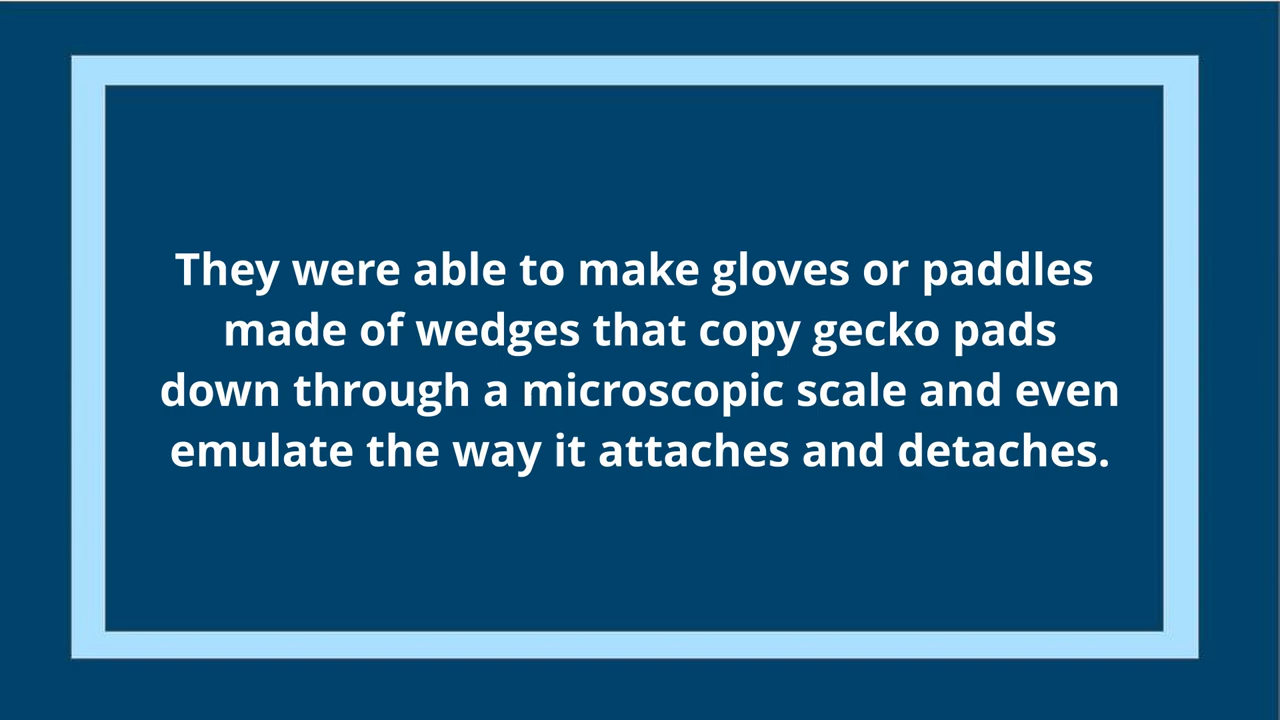 They were able to make gloves or paddles
made of wedges that copy gecko pads
down through a microscopic scale and even
emulate the way it attaches and detaches.